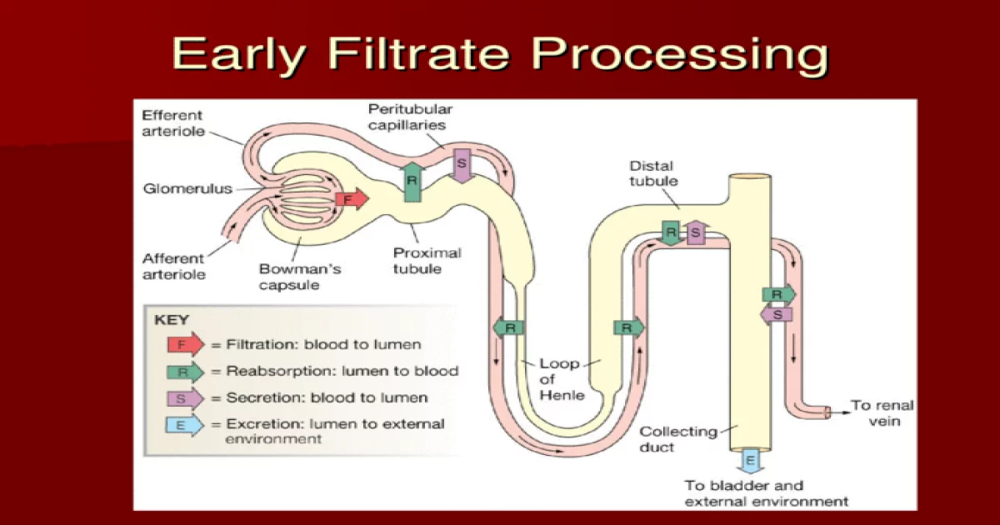 Early Filtrate Processing
Efferent
arteriole
Peritubular
capillaries
Glomerulus
Afferent
arteriole
Bowman's
capsule
Proximal
tubule
Distal
tubule
F
R
S
R
S
R
R
R
S
Loop
of
Henle
Collecting
duct
To renal
vein
E
To bladder and
external environment
KEY
F = Filtration: blood to lumen
R = Reabsorption: lumen to blood
S = Secretion: blood to lumen
E = Excretion: lumen to external
environment